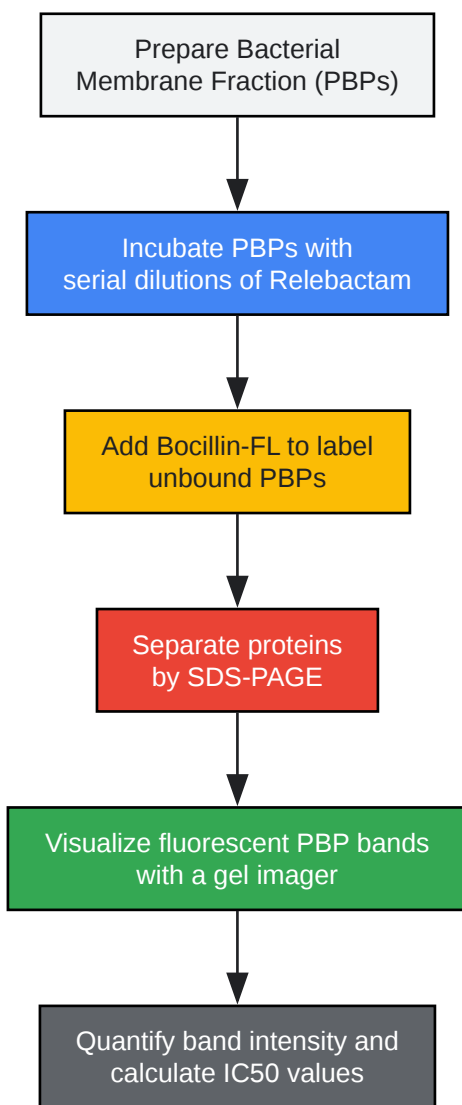 Prepare Bacterial
Membrane Fraction (PBPs)
Incubate PBPs with
serial dilutions of Relebactam
Add Bocillin-FL to label
unbound PBPs
Separate proteins
by SDS-PAGE
Visualize fluorescent PBP bands
with a gel imager
Quantify band intensity and
calculate IC50 values